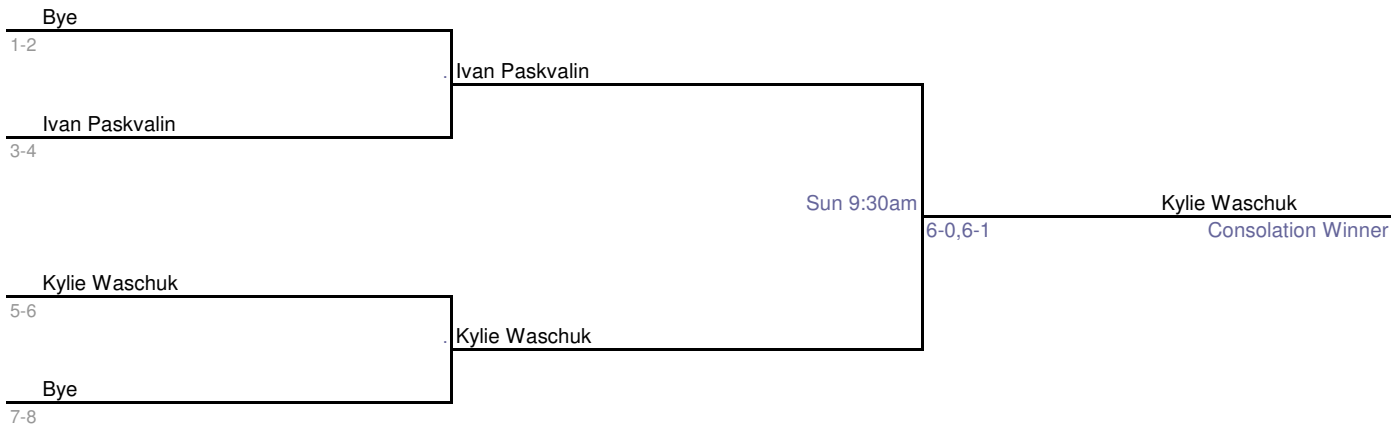 Bye
1-2
. Ivan Paskvalin
Ivan Paskvalin
3-4
Sun 9:30am
Kylie Waschuk
6-0,6-1
Consolation Winner
Kylie Waschuk
5-6
. Kylie Waschuk
Bye
7-8